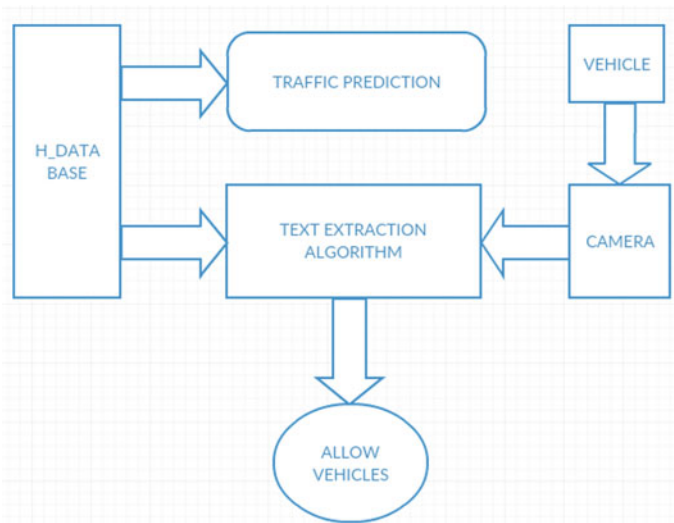 TRAFFIC PREDICTION
VEHICLE
H_DATA
BASE
TEXT EXTRACTION
ALGORITHM
CAMERA
ALLOW
VEHICLES